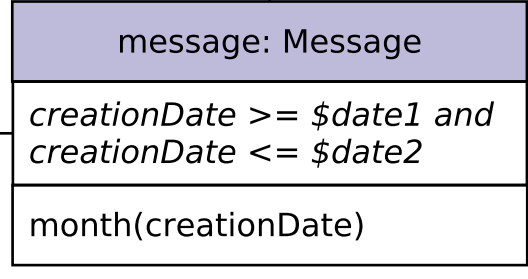 message: Message
creationDate >= $date1 and
creationDate <= $date2
month(creationDate)